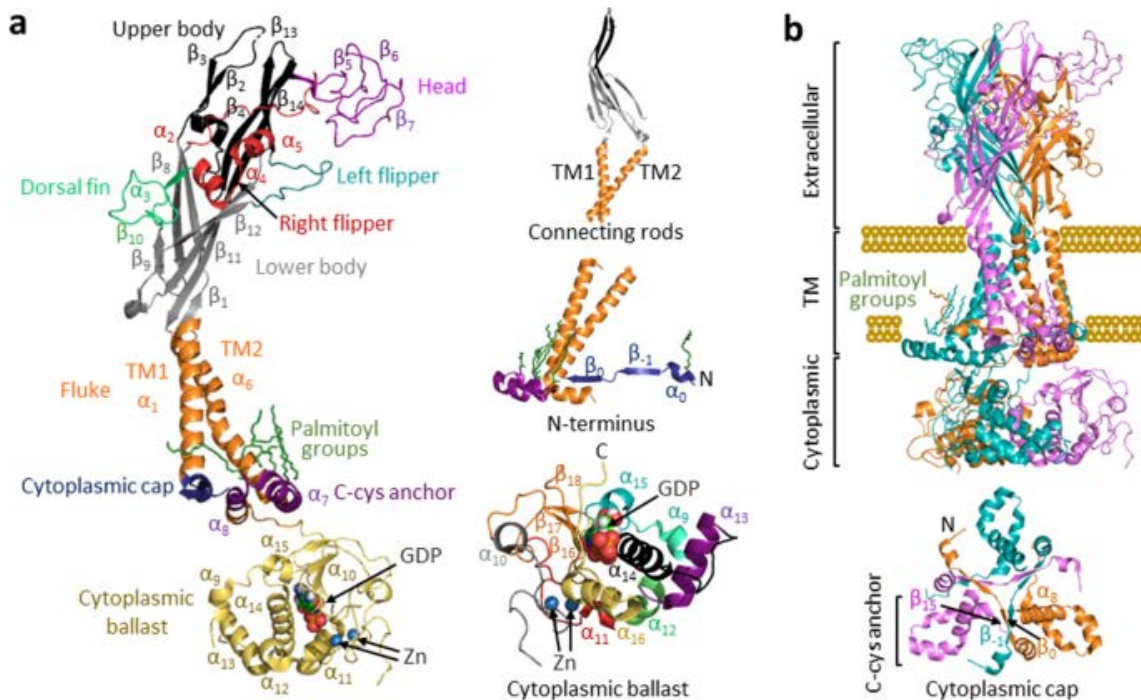 a
Upper body
β13
β3
β2
β4
β5
β6
β7
β14
Head
α2
α5
α4
β8
Dorsal fin
α3
β10
Left flipper
Right flipper
β12
β11
β9
Lower body
β1
TM2
TM1
α6
Fluke
α1
Palmitoyl
groups
Cytoplasmic cap
α7 C-cys anchor
α8
α15
GDP
α9
α10
α14
Cytoplasmic
ballast
Zn
α13
α12
α11
TM1
TM2
Connecting rods
β0
β-1
α0
N
N-terminus
C
β18
α15
GDP
α9
α13
β17
β16
α10
α14
α11
α16
α12
Zn
Cytoplasmic ballast
b
Extracellular
TM
Palmitoyl
groups
Cytoplasmic
N
C-cys anchor
β15
α8
β-1
β0
Cytoplasmic cap